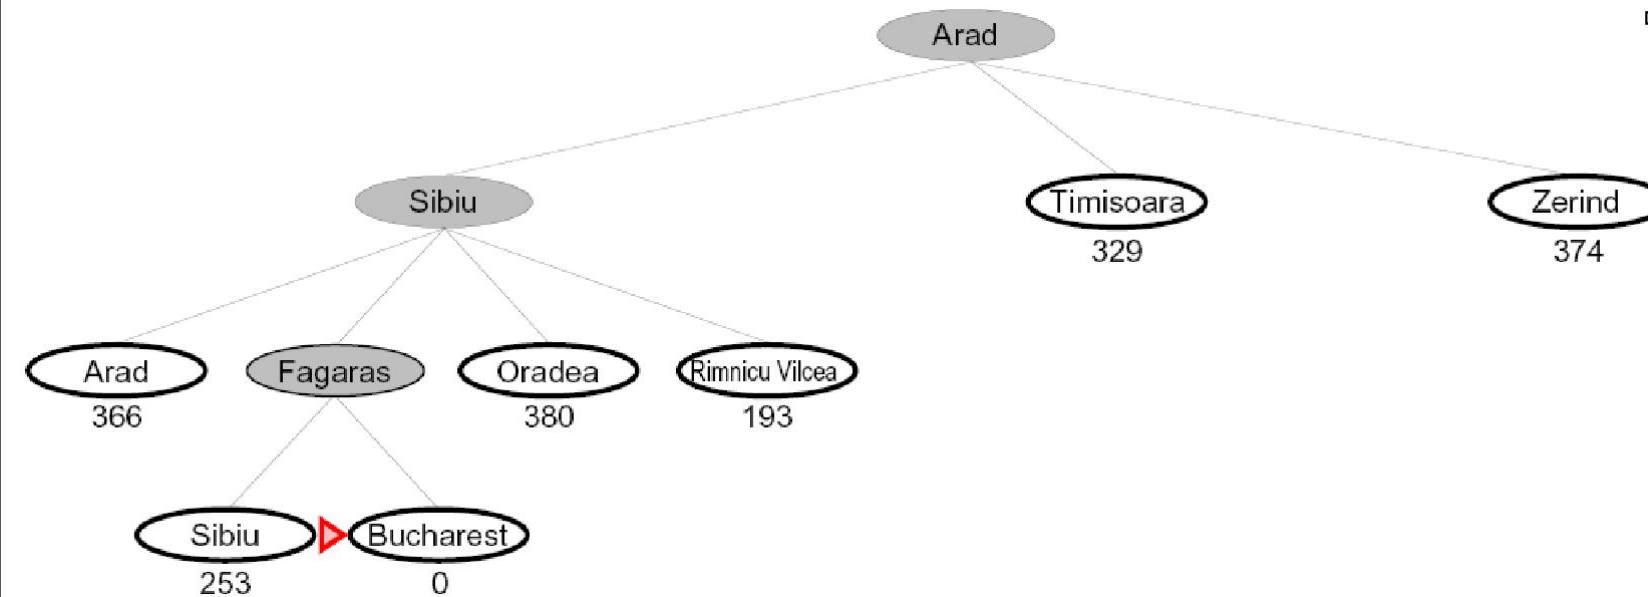 Arad
Sibiu
Timisoara
Zerind
329
374
Arad
Fagaras
Oradea
Rimnicu Vilcea
366
380
193
Sibiu
Bucharest
253
0